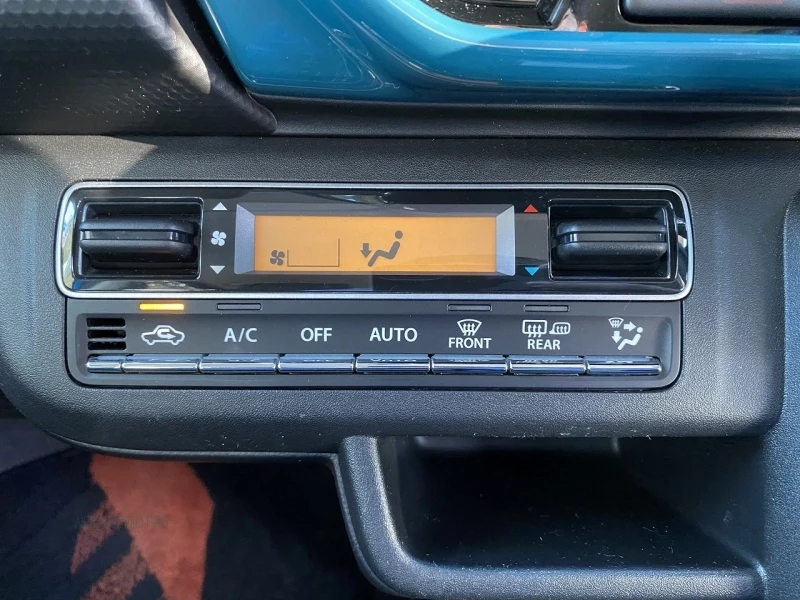 A/C OFF AUTO FRONT REAR